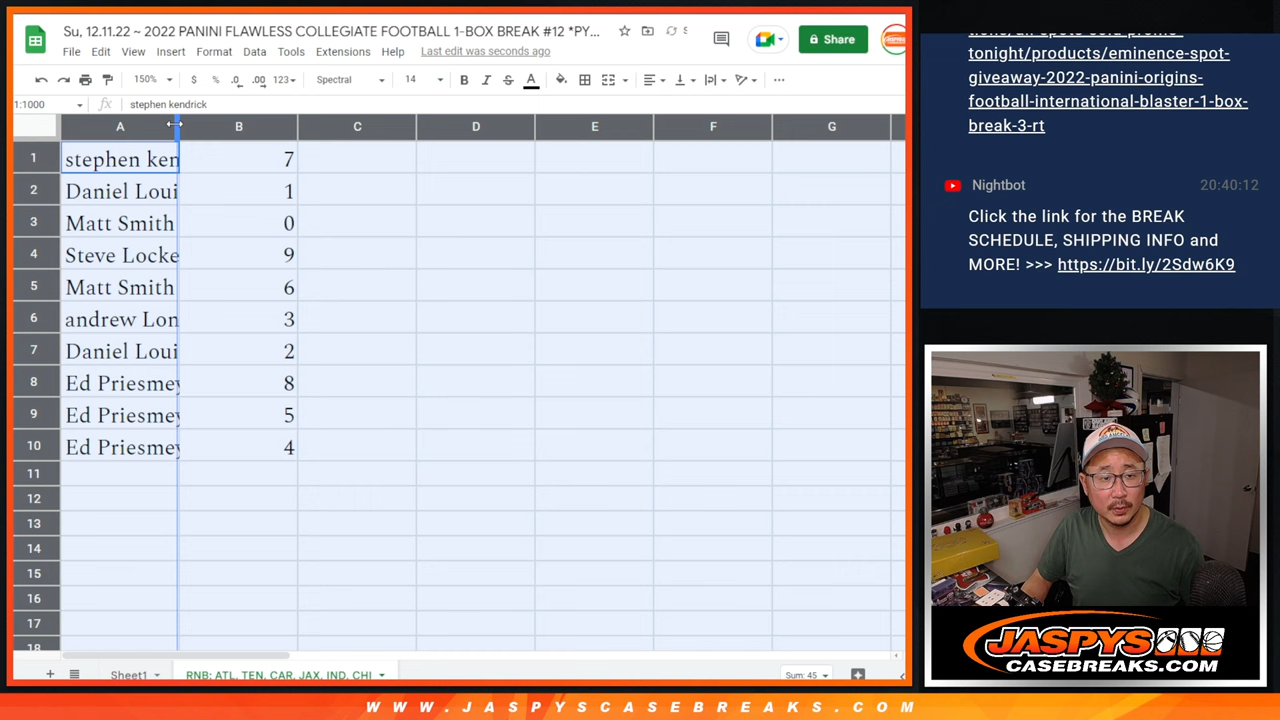 Su, 12.11.22 ~ 2022 PANINI FLAWLESS COLLEGIATE FOOTBALL 1-BOX BREAK #12 *PY...
File Edit View Insert Format Data Tools Extensions Help Last edit was seconds ago
Share
150% $ % .0 .00 123 Spectral 14 B I S A
1:1000 fx stephen kendrick
A B C D E F G
1 stephen ken 7
2 Daniel Loui 1
3 Matt Smith 0
4 Steve Locke 9
5 Matt Smith 6
6 andrew Lon 3
7 Daniel Loui 2
8 Ed Priesmey 8
9 Ed Priesmey 5
10 Ed Priesmey 4
11
12
13
14
15
16
17
18
Sheet1 RNB: ATL, TEN, CAR, JAX, IND, CHI Sum: 45
tonight/products/eminence-spot-
giveaway-2022-panini-origins-
football-international-blaster-1-box-
break-3-rt
Nightbot 20:40:12
Click the link for the BREAK
SCHEDULE, SHIPPING INFO and
MORE! >>> https://bit.ly/2Sdw6K9
JASPYS
CASEBREAKS.COM
WWW.JASPYSCASEBREAKS.COM